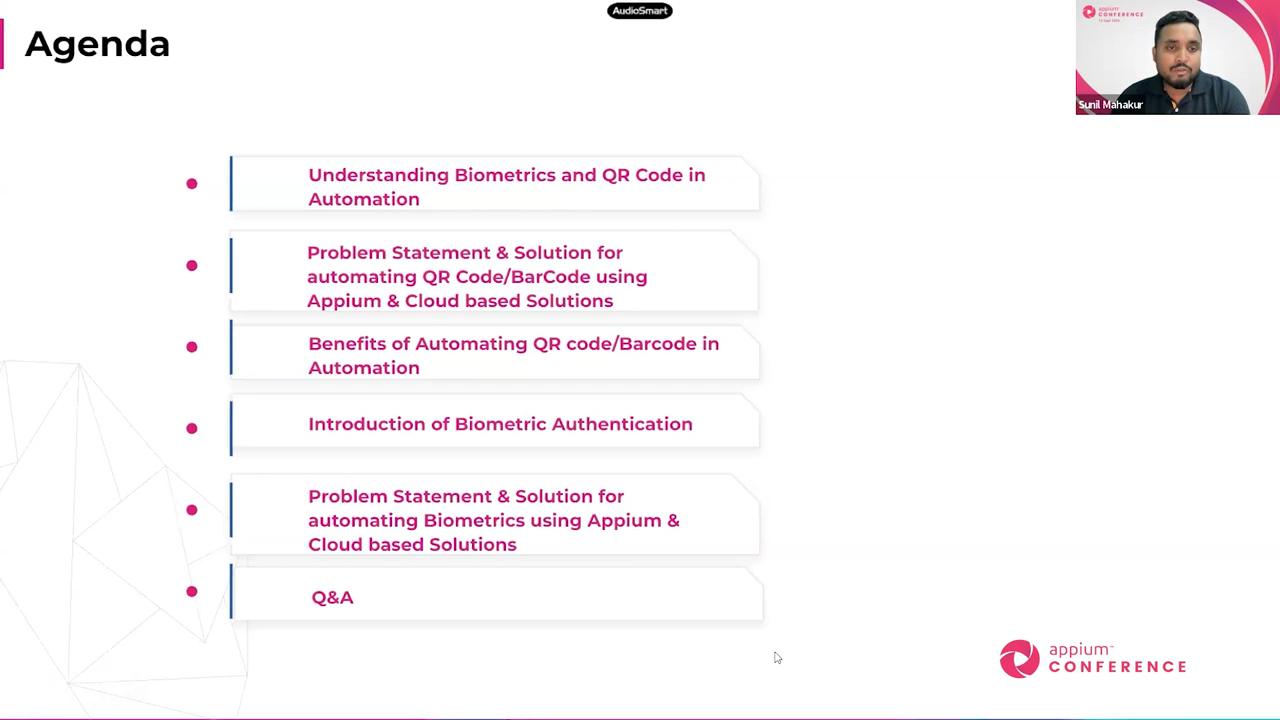 AudioSmart
Agenda
appium
CONFERENCE
Sunil Mahakur
Understanding Biometrics and QR Code in
Automation
Problem Statement & Solution for
automating QR Code/BarCode using
Appium & Cloud based Solutions
Benefits of Automating QR code/Barcode in
Automation
Introduction of Biometric Authentication
Problem Statement & Solution for
automating Biometrics using Appium &
Cloud based Solutions
Q&A
appium™
CONFERENCE